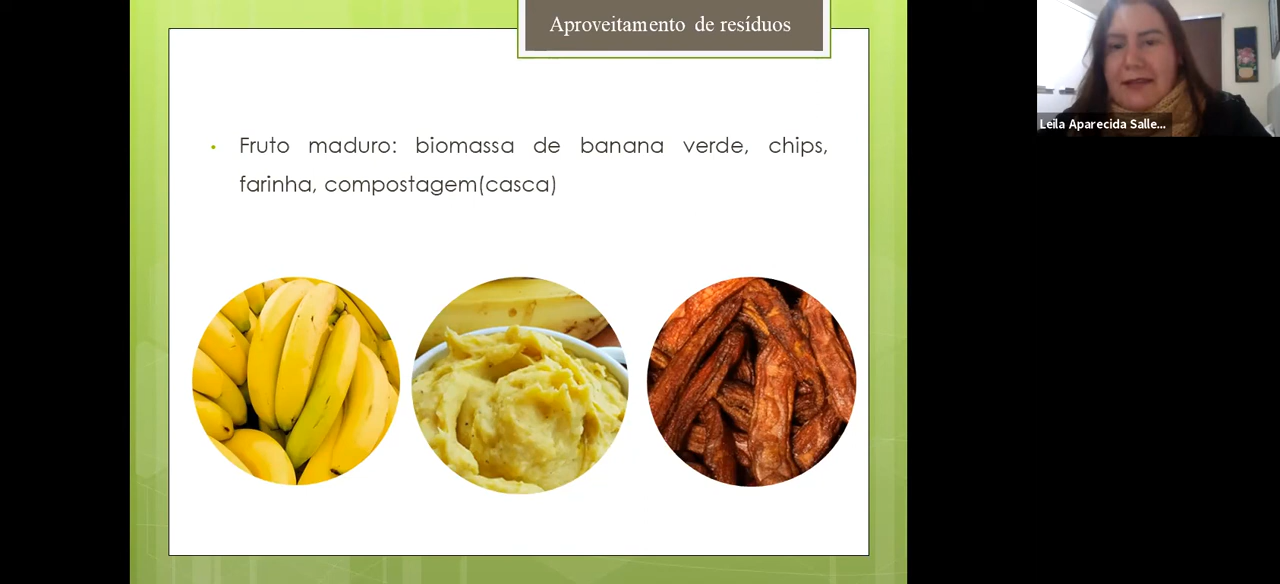 Aproveitamento de resíduos
Leila Aparecida Salle...
• Fruto maduro: biomassa de banana verde, chips,
farinha, compostagem(casca)